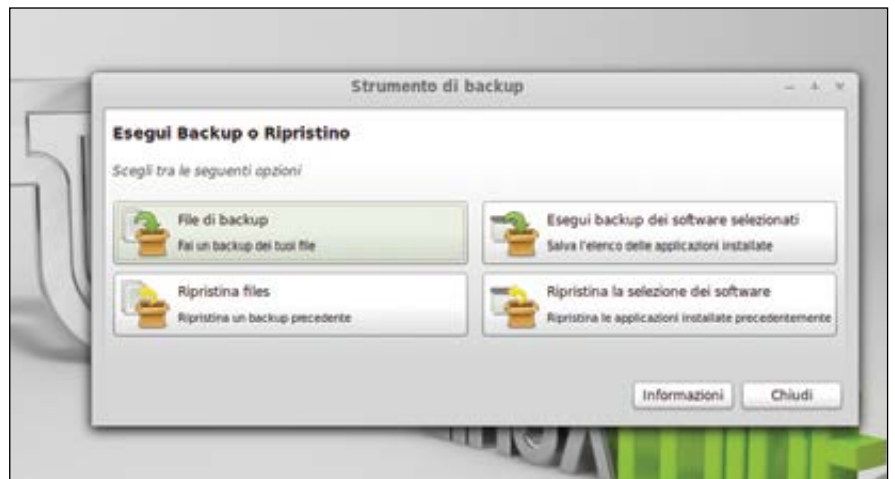 Strumento di backup
Esegui Backup o Ripristino
Scegli tra le seguenti opzioni
File di backup
Fai un backup dei tuoi file
Esegui backup dei software selezionati
Salva l'elenco delle applicazioni installate
Ripristina files
Ripristina un backup precedente
Ripristina la selezione dei software
Ripristina le applicazioni installate precedentemente
Informazioni
Chiudi